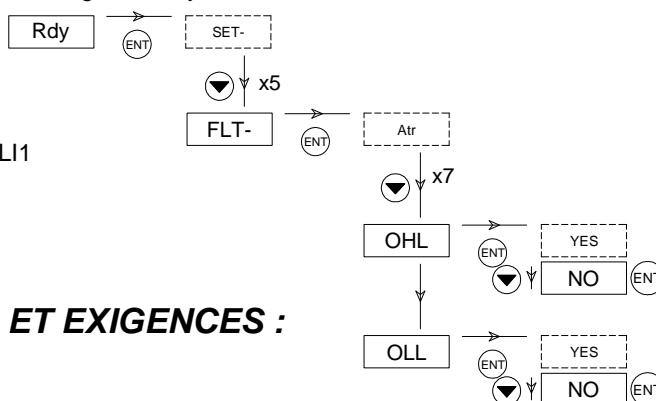 Rdy
ENT
SET-
x5
FLT-
ENT
Atr
LI1
x7
OHL
ENT
YES
NO
ENT
ET EXIGENCES :
OLL
ENT
YES
NO
ENT